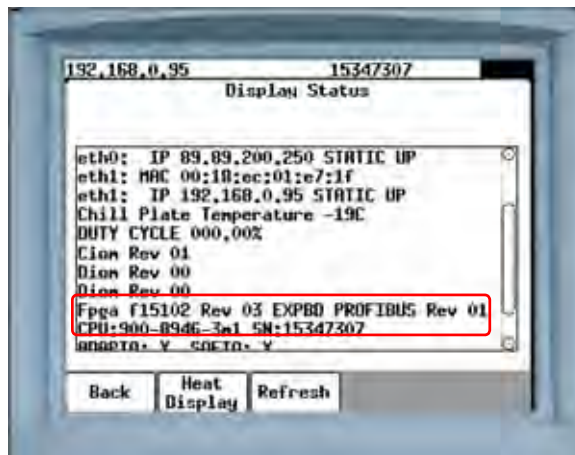 192.168.0.95 15347307
Display Status
eth0: IP 89.89.200.250 STATIC UP
eth1: MAC 00:18:ec:01:e7:1f
eth1: IP 192.168.0.95 STATIC UP
Chill Plate Temperature -19C
DUTY CYCLE 000.00%
Ciom Rev 01
Diom Rev 00
Diom Rev 00
Fpga f15102 Rev 03 EXPBD PROFIBUS Rev 01
CPU:900-8946-3m1 SN:15347307
ADAPTO: Y SOFTO: Y
Back
Heat Display
Refresh